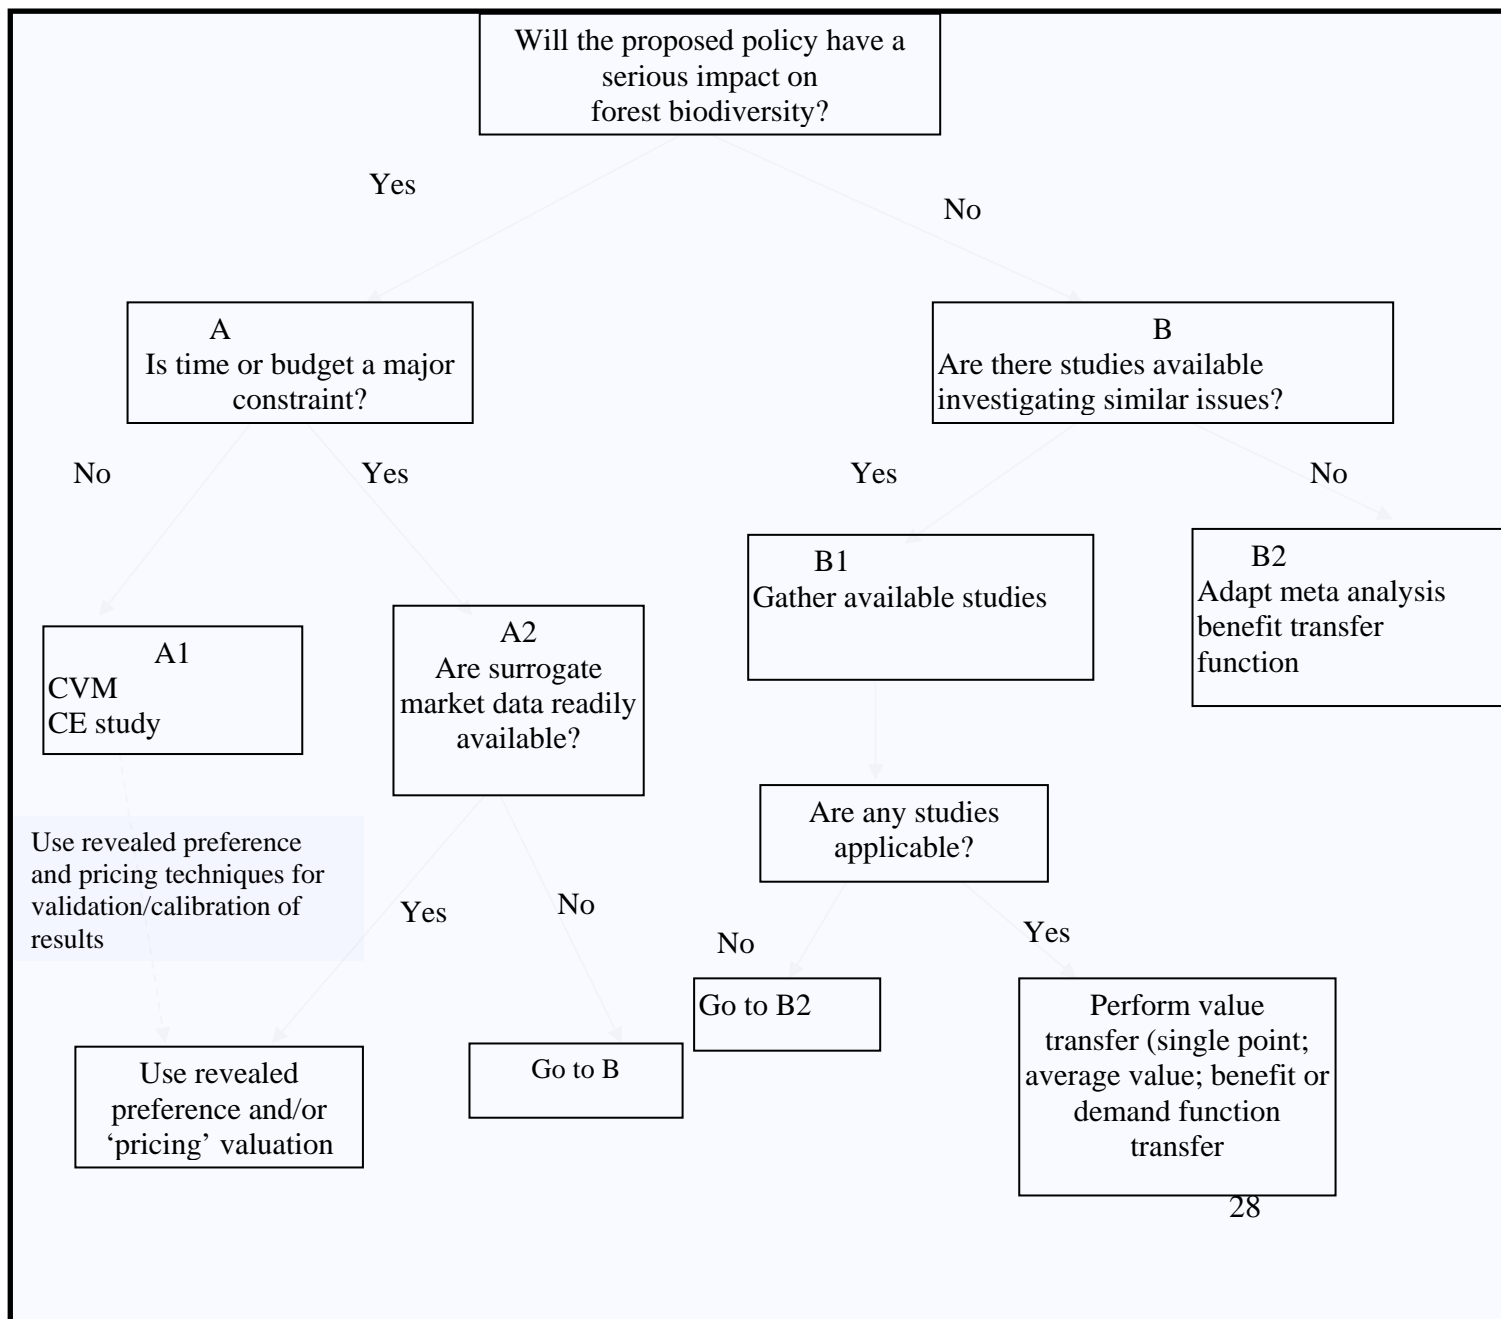 Will the proposed policy have a
serious impact on
forest biodiversity?
Yes
No
A
Is time or budget a major
constraint?
B
Are there studies available
investigating similar issues?
No
Yes
Yes
No
A1
CVM
CE study
A2
Are surrogate
market data readily
available?
B1
Gather available studies
B2
Adapt meta analysis
benefit transfer
function
Use revealed preference
and pricing techniques for
validation/calibration of
results
Are any studies
applicable?
Yes
No
No
Yes
Use revealed
preference and/or
‘pricing’ valuation
Go to B
Go to B2
Perform value
transfer (single point;
average value; benefit or
demand function
transfer
28